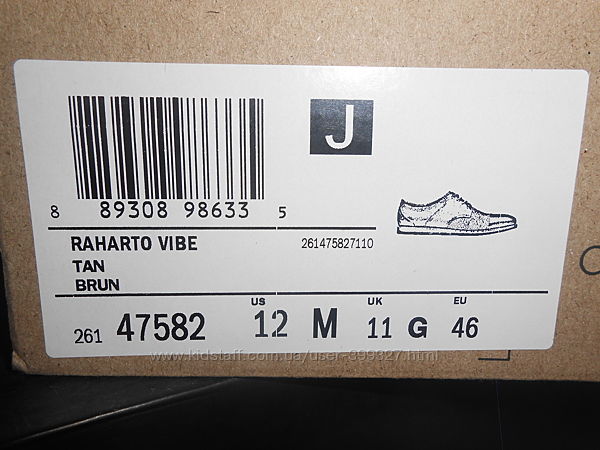 J
8 89308 98633 5
RAHARTO VIBE 261475827110
TAN
BRUN
US UK EU
261 47582 12 M 11 G 46
www.kidstaff.com.ua/user-999327.html